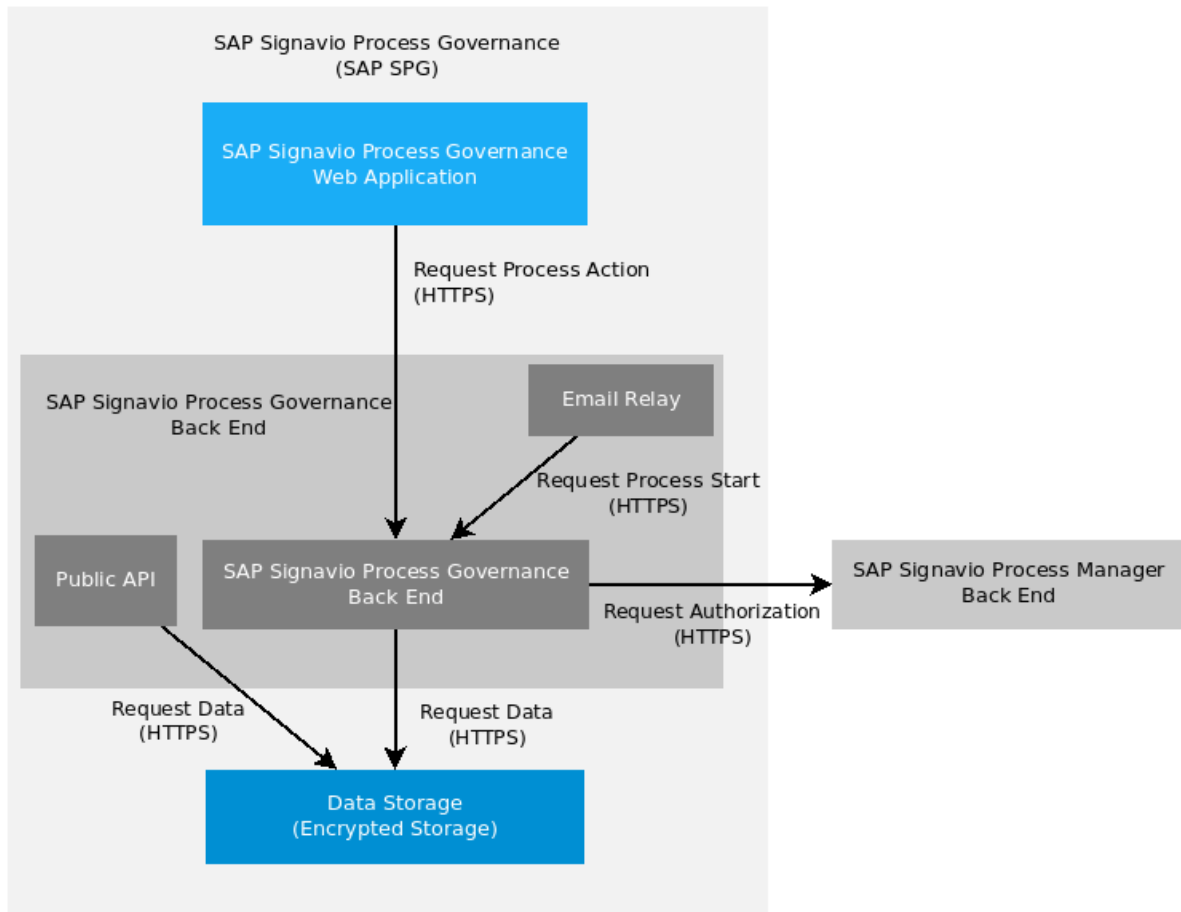 SAP Signavio Process Governance
(SAP SPG)
SAP Signavio Process Governance
Web Application
Request Process Action
(HTTPS)
SAP Signavio Process Governance
Back End
Email Relay
Request Process Start
(HTTPS)
Public API
SAP Signavio Process Governance
Back End
Request Authorization
(HTTPS)
SAP Signavio Process Manager
Back End
Request Data
(HTTPS)
Request Data
(HTTPS)
Data Storage
(Encrypted Storage)